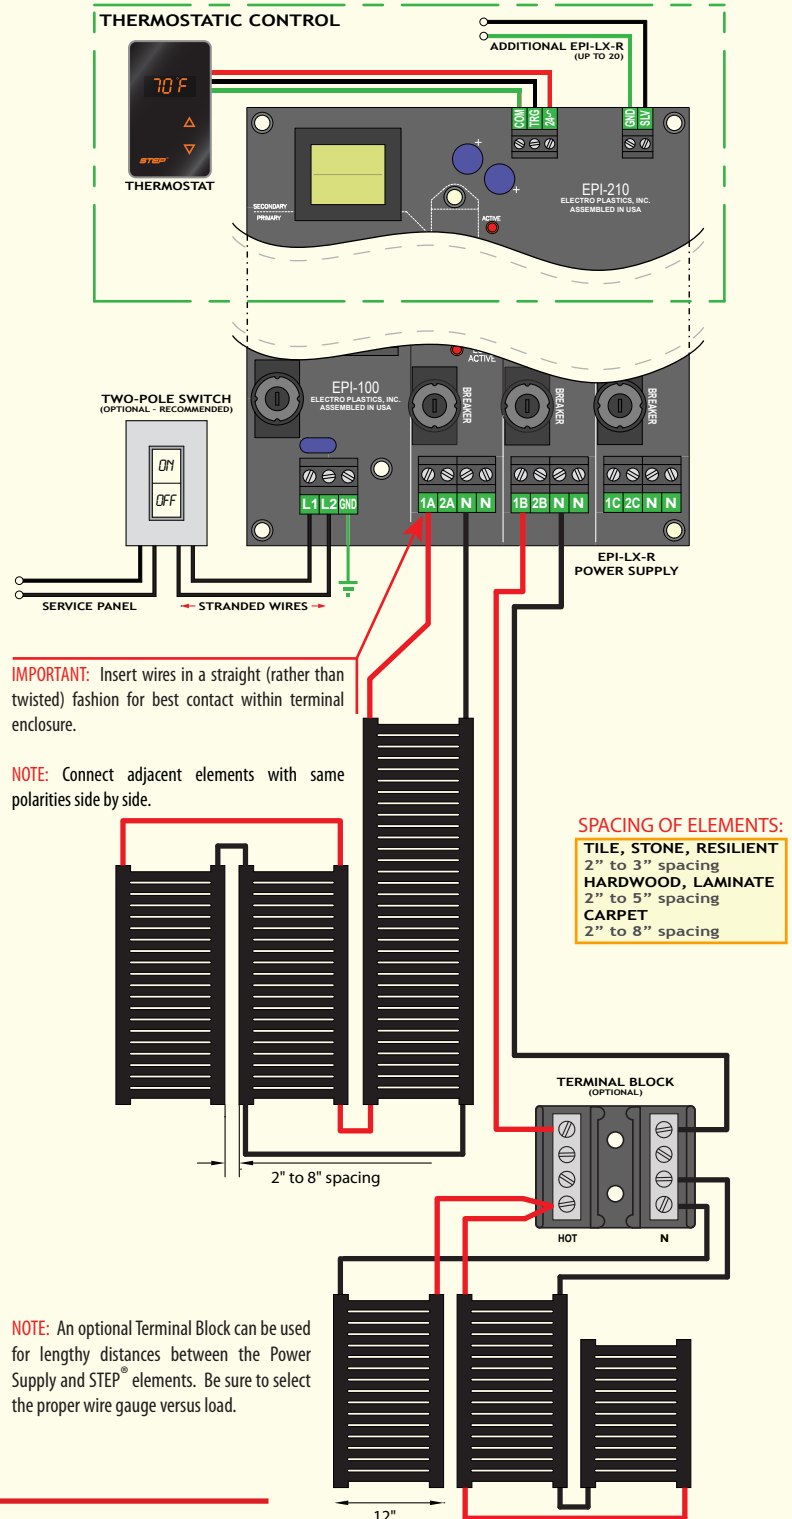 THERMOSTATIC CONTROL
ADDITIONAL EPI-LX-R
(UP TO 20)
70°F
STEP™
THERMOSTAT
COM TRG 24~
GND SLV
SECONDARY
PRIMARY
ACTIVE
EPI-210
ELECTRO PLASTICS, INC.
ASSEMBLED IN USA
ACTIVE
EPI-100
ELECTRO PLASTICS, INC.
ASSEMBLED IN USA
BREAKER
BREAKER
BREAKER
TWO-POLE SWITCH
(OPTIONAL - RECOMMENDED)
ON
OFF
L1 L2 GND
1A 2A N N
1B 2B N N
1C 2C N N
EPI-LX-R
POWER SUPPLY
SERVICE PANEL
STRANDED WIRES
IMPORTANT: Insert wires in a straight (rather than
twisted) fashion for best contact within terminal
enclosure.
NOTE: Connect adjacent elements with same
polarities side by side.
SPACING OF ELEMENTS:
TILE, STONE, RESILIENT
2” to 3” spacing
HARDWOOD, LAMINATE
2” to 5” spacing
CARPET
2” to 8” spacing
TERMINAL BLOCK
(OPTIONAL)
2" to 8" spacing
HOT
N
NOTE: An optional Terminal Block can be used
for lengthy distances between the Power
Supply and STEP® elements. Be sure to select
the proper wire gauge versus load.
12"